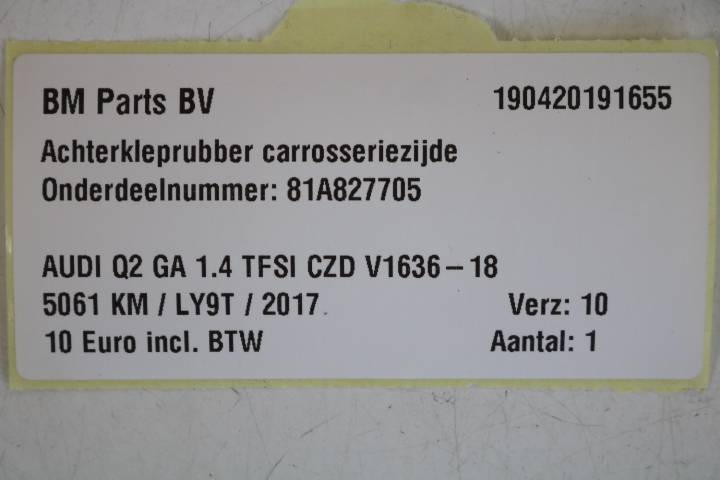 BM Parts BV 190420191655
Achterkleprubber carrosseriezijde
Onderdeelnummer: 81A827705
AUDI Q2 GA 1.4 TFSI CZD V1636 – 18
5061 KM / LY9T / 2017 Verz: 10
10 Euro incl. BTW Aantal: 1